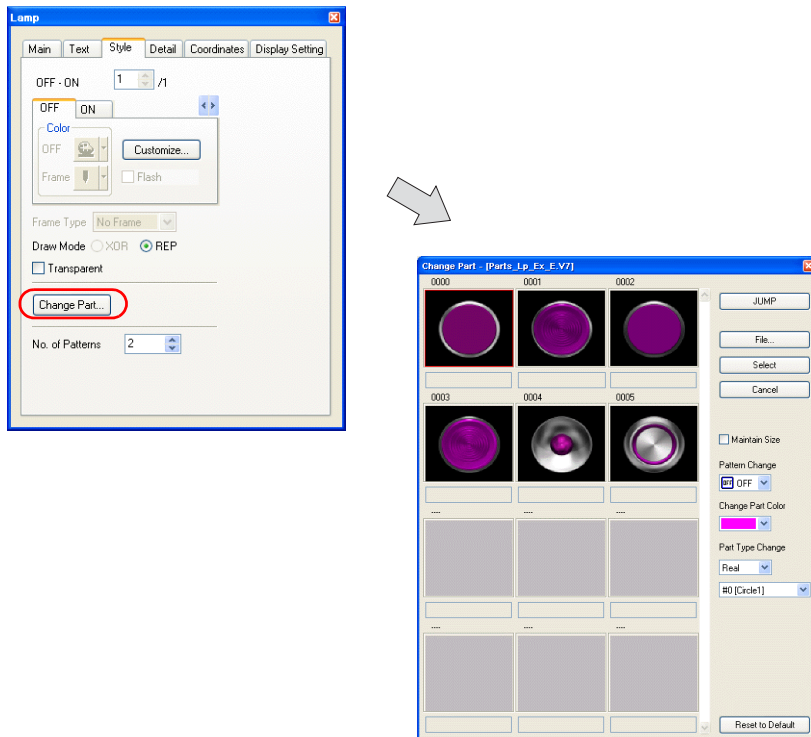 Lamp
Main Text Style Detail Coordinates Display Setting
OFF - ON 1 /1
OFF ON
Color
OFF Customize...
Frame Flash
Frame Type No Frame
Draw Mode XOR REP
Transparent
Change Part...
No. of Patterns 2
Change Part - [Parts_Lp_Ex_E.V7]
0000 0001 0002
0003 0004 0005
.... .... ....
.... .... ....
JUMP
File...
Select
Cancel
Maintain Size
Pattern Change
OFF OFF
Change Part Color
Part Type Change
Real
#0 [Circle1]
Reset to Default